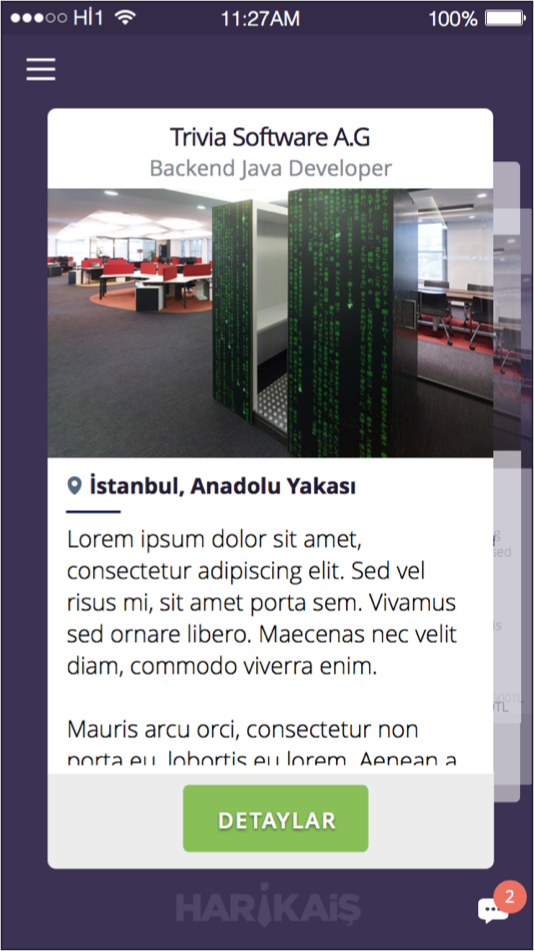 Hİ1
11:27AM
100%
Trivia Software A.G
Backend Java Developer
İstanbul, Anadolu Yakası
Lorem ipsum dolor sit amet,
consectetur adipiscing elit. Sed vel
risus mi, sit amet porta sem. Vivamus
sed ornare libero. Maecenas nec velit
diam, commodo viverra enim.
Mauris arcu orci, consectetur non
porta eu, lobortis eu lorem. Aenean a
DETAYLAR
HARİKAİŞ
2